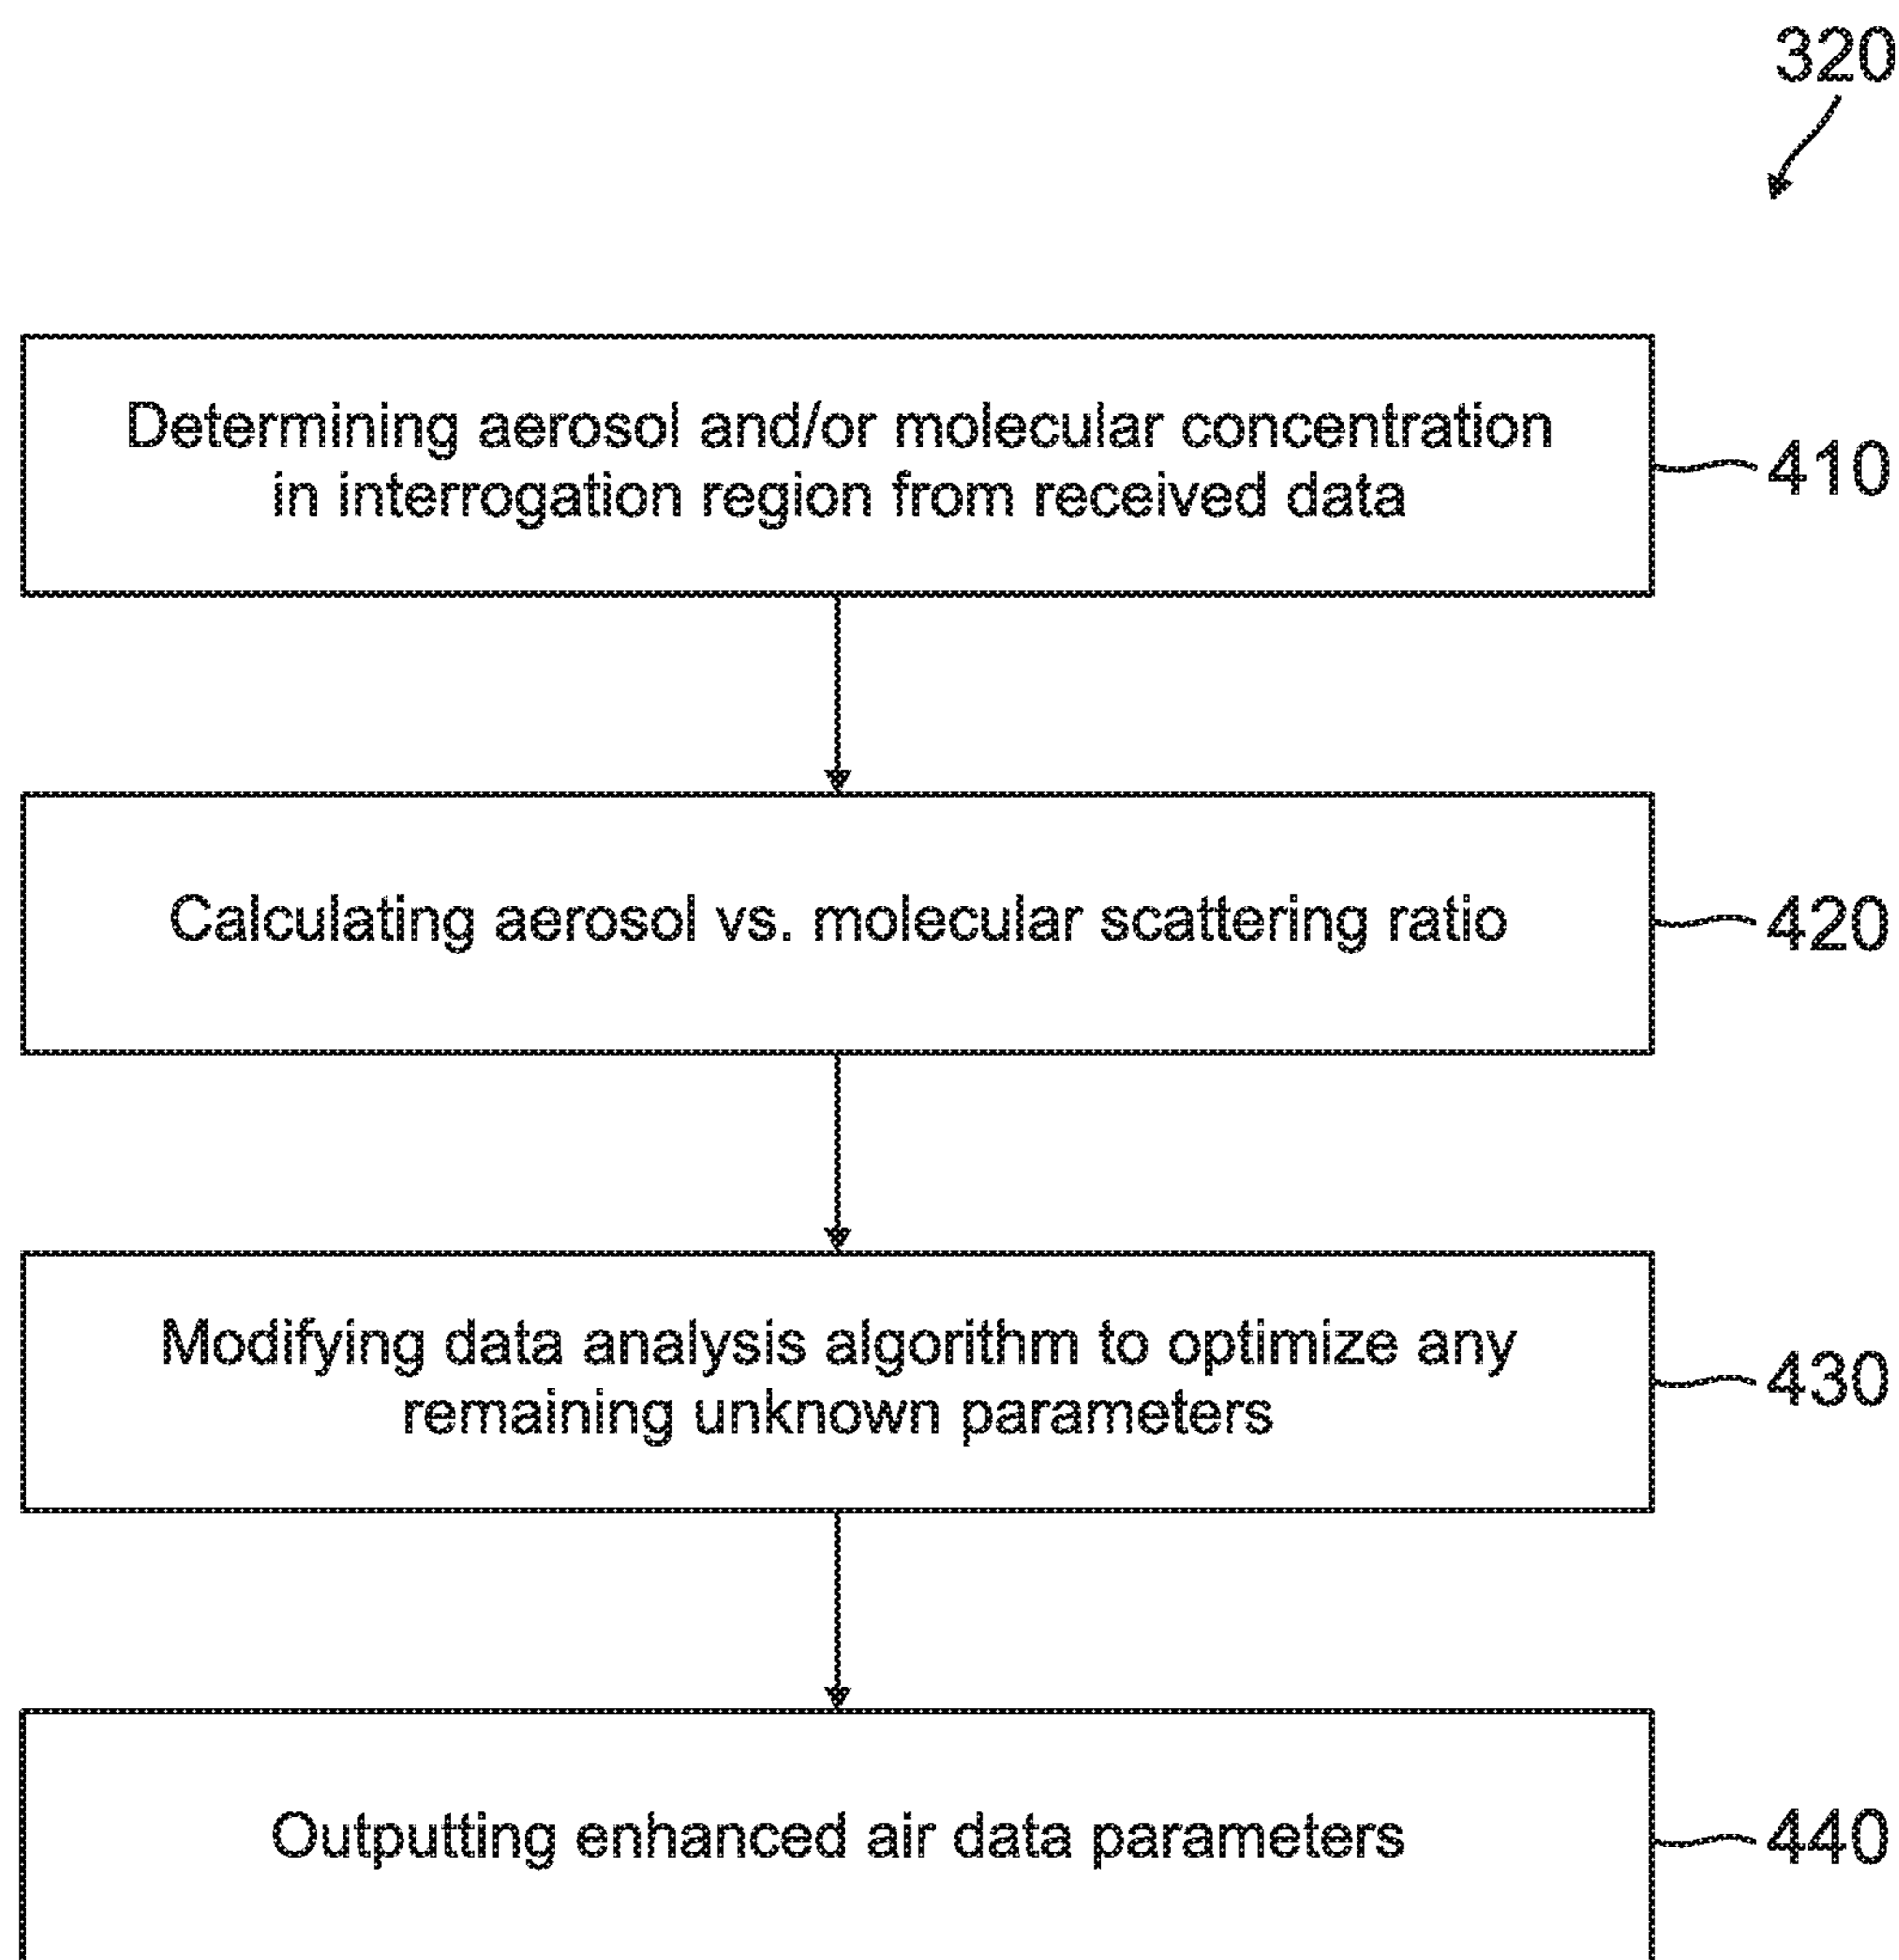 320
Determining aerosol and/or molecular concentration
in interrogation region from received data
410
Calculating aerosol vs. molecular scattering ratio
420
Modifying data analysis algorithm to optimize any
remaining unknown parameters
430
Outputting enhanced air data parameters
440